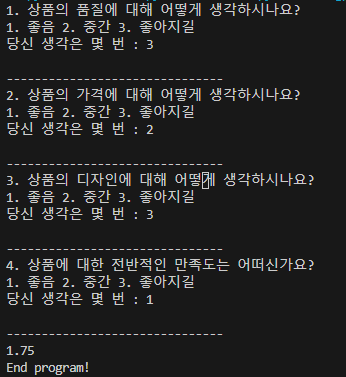 1. 상품의 품질에 대해 어떻게 생각하시나요?
1. 좋음 2. 중간 3. 좋아지길
당신 생각은 몇 번 : 3
------------------------------
2. 상품의 가격에 대해 어떻게 생각하시나요?
1. 좋음 2. 중간 3. 좋아지길
당신 생각은 몇 번 : 2
------------------------------
3. 상품의 디자인에 대해 어떻게 생각하시나요?
1. 좋음 2. 중간 3. 좋아지길
당신 생각은 몇 번 : 3
------------------------------
4. 상품에 대한 전반적인 만족도는 어떠신가요?
1. 좋음 2. 중간 3. 좋아지길
당신 생각은 몇 번 : 1
------------------------------
1.75
End program!